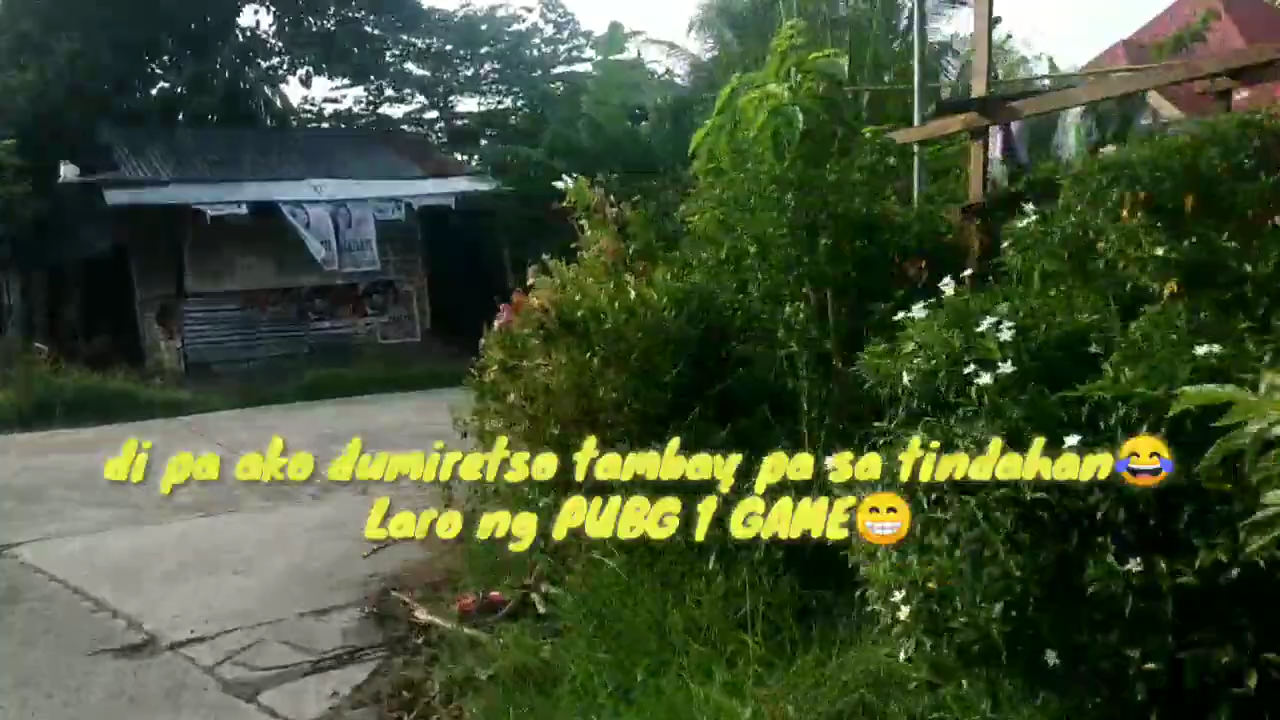 di pa ako dumiretso tambay pa sa tindahan😂
Laro ng PUBG 1 GAME😁